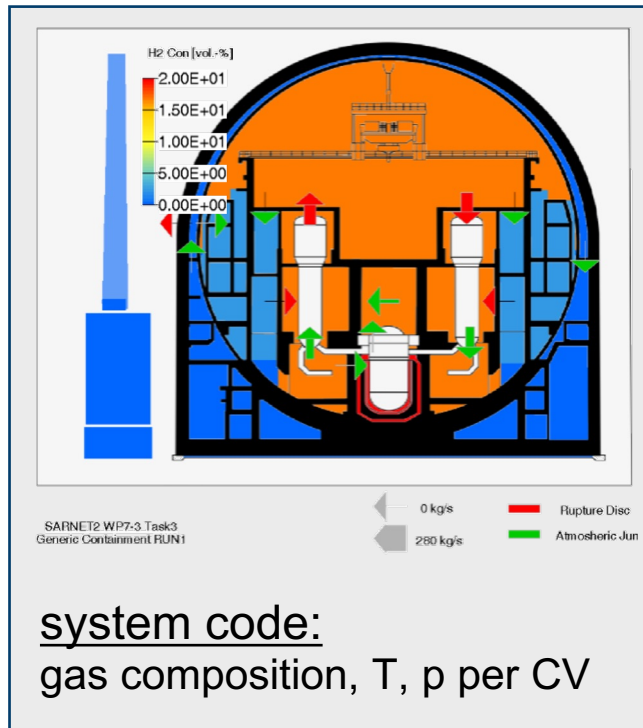 H2 Con [vol.-%]
2.00E+01
1.50E+01
1.00E+01
5.00E+00
0.00E+00
0 kg/s
280 kg/s
Rupture Disc
Atmosheric Jun
SARNET2 WP7-3 Task3
Generic Containment RUN1
system code:
gas composition, T, p per CV